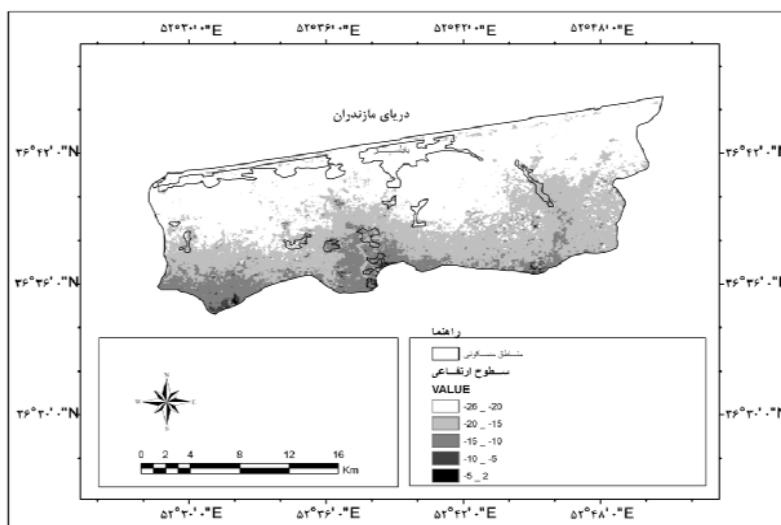 ۵۲°۳۰'۰"E ۵۲°۳۶'۰"E ۵۲°۴۲'۰"E ۵۲°۴۸'۰"E
دریای مازندران
۳۶°۴۲'۰"N ۳۶°۴۲'۰"N
۳۶°۳۶'۰"N ۳۶°۳۶'۰"N
راهنما
مناطق مسکونی
سطوح ارتفاعی
VALUE
-26 _ -20
-20 _ -15
-15 _ -10
-10 _ -5
-5 _ 2
N
W E
S
0 2 4 8 12 16
Km
۳۶°۳۰'۰"N ۳۶°۳۰'۰"N
۵۲°۳۰'۰"E ۵۲°۳۶'۰"E ۵۲°۴۲'۰"E ۵۲°۴۸'۰"E